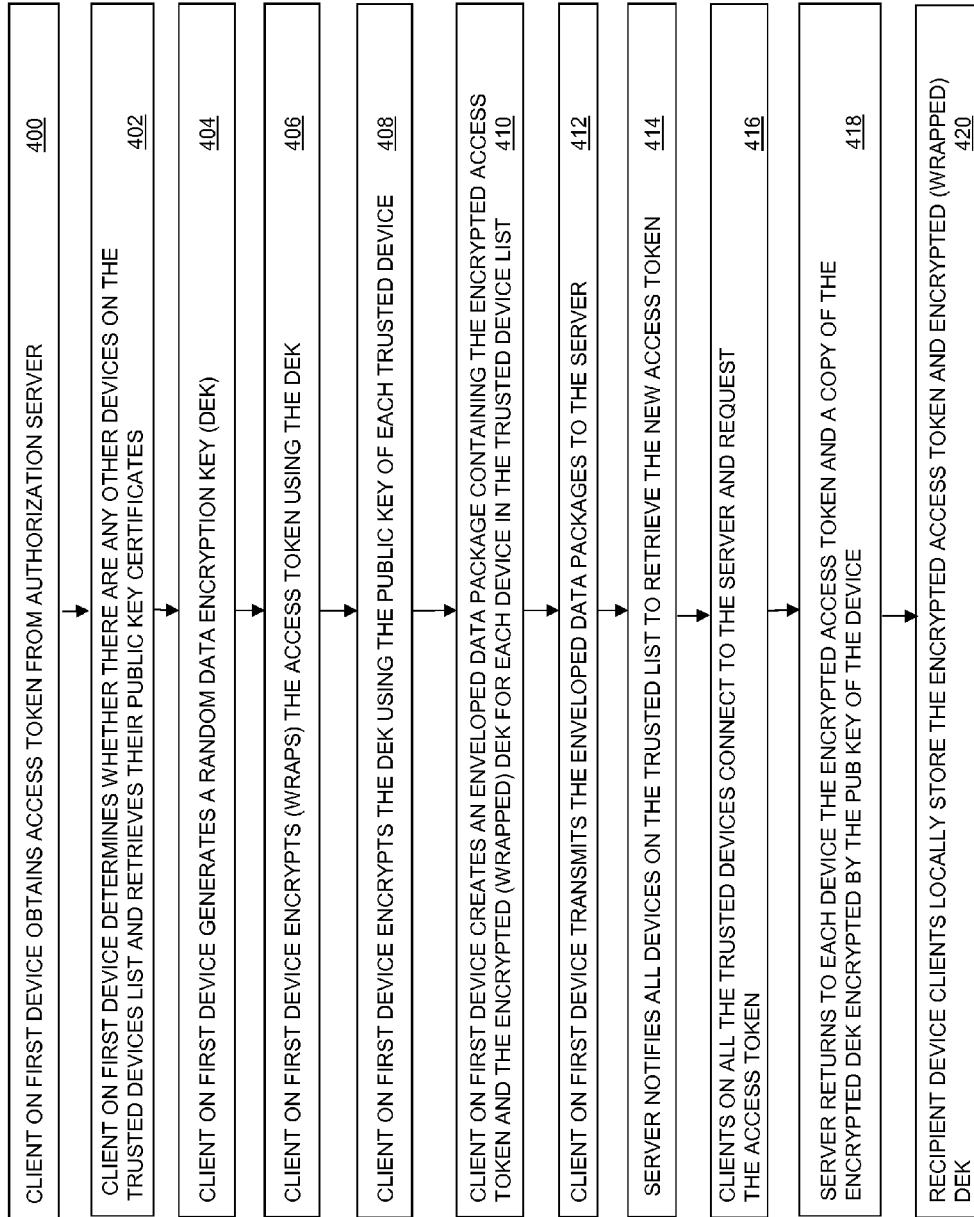 CLIENT ON FIRST DEVICE OBTAINS ACCESS TOKEN FROM AUTHORIZATION SERVER
400
CLIENT ON FIRST DEVICE DETERMINES WHETHER THERE ARE ANY OTHER DEVICES ON THE
TRUSTED DEVICES LIST AND RETRIEVES THEIR PUBLIC KEY CERTIFICATES
402
CLIENT ON FIRST DEVICE GENERATES A RANDOM DATA ENCRYPTION KEY (DEK)
404
CLIENT ON FIRST DEVICE ENCRYPTS (WRAPS) THE ACCESS TOKEN USING THE DEK
406
CLIENT ON FIRST DEVICE ENCRYPTS THE DEK USING THE PUBLIC KEY OF EACH TRUSTED DEVICE
408
CLIENT ON FIRST DEVICE CREATES AN ENVELOPED DATA PACKAGE CONTAINING THE ENCRYPTED ACCESS
TOKEN AND THE ENCRYPTED (WRAPPED) DEK FOR EACH DEVICE IN THE TRUSTED DEVICE LIST
410
CLIENT ON FIRST DEVICE TRANSMITS THE ENVELOPED DATA PACKAGES TO THE SERVER
412
SERVER NOTIFIES ALL DEVICES ON THE TRUSTED LIST TO RETRIEVE THE NEW ACCESS TOKEN
414
CLIENTS ON ALL THE TRUSTED DEVICES CONNECT TO THE SERVER AND REQUEST
THE ACCESS TOKEN
416
SERVER RETURNS TO EACH DEVICE THE ENCRYPTED ACCESS TOKEN AND A COPY OF THE
ENCRYPTED DEK ENCRYPTED BY THE PUB KEY OF THE DEVICE
418
RECIPIENT DEVICE CLIENTS LOCALLY STORE THE ENCRYPTED ACCESS TOKEN AND ENCRYPTED (WRAPPED)
DEK
420